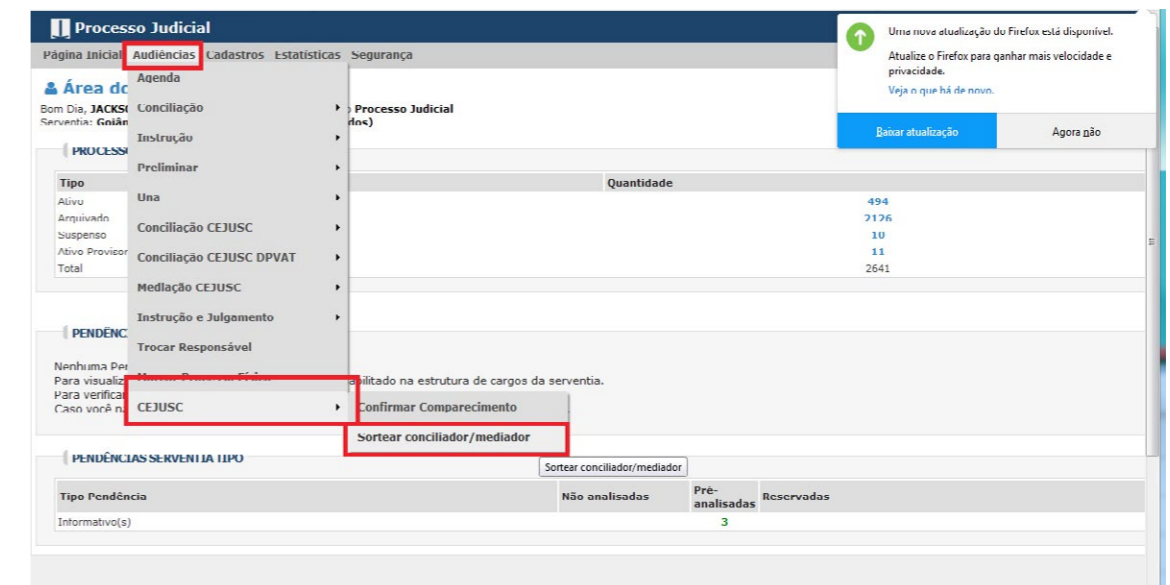 Processo Judicial
Página Inicial Audiências Cadastros Estatísticas Segurança
Uma nova atualização do Firefox está disponível.
Atualize o Firefox para ganhar mais velocidade e
privacidade.
Veja o que há de novo.
Baixar atualização Agora não
Área do
Bom Dia, JACKS Processo Judicial
Serventia: Goiân dos)
Agenda
Conciliação
Instrução
Preliminar
Una
Conciliação CEJUSC
Conciliação CEJUSC DPVAT
Mediação CEJUSC
Instrução e Julgamento
Trocar Responsável
CEJUSC
Confirmar Comparecimento
Sortear conciliador/mediador
Sortear conciliador/mediador
PROCESS
Tipo Quantidade
Ativo 494
Arquivado 2126
Suspenso 10
Ativo Provisor 11
Total 2641
PENDÊNC
Nenhuma Per
Para visualiz abilitado na estrutura de cargos da serventia.
Para verificar
Caso você n
PENDÊNCIAS SERVENTIA TIPO
Tipo Pendência Não analisadas Pré-analisadas Reservadas
Informativo(s) 3